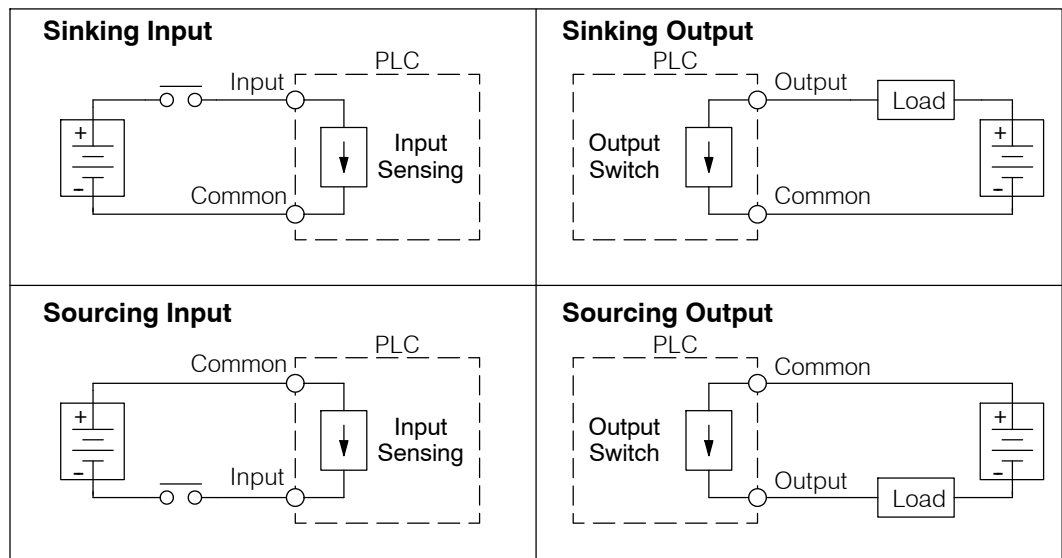 Sinking Input
PLC
Input
+
Input
Sensing
-
Common
Sinking Output
PLC
Output
Load
+
Output
Switch
-
Common
Sourcing Input
PLC
Common
+
Input
Sensing
-
Input
Sourcing Output
PLC
Common
+
Output
Switch
-
Output
Load